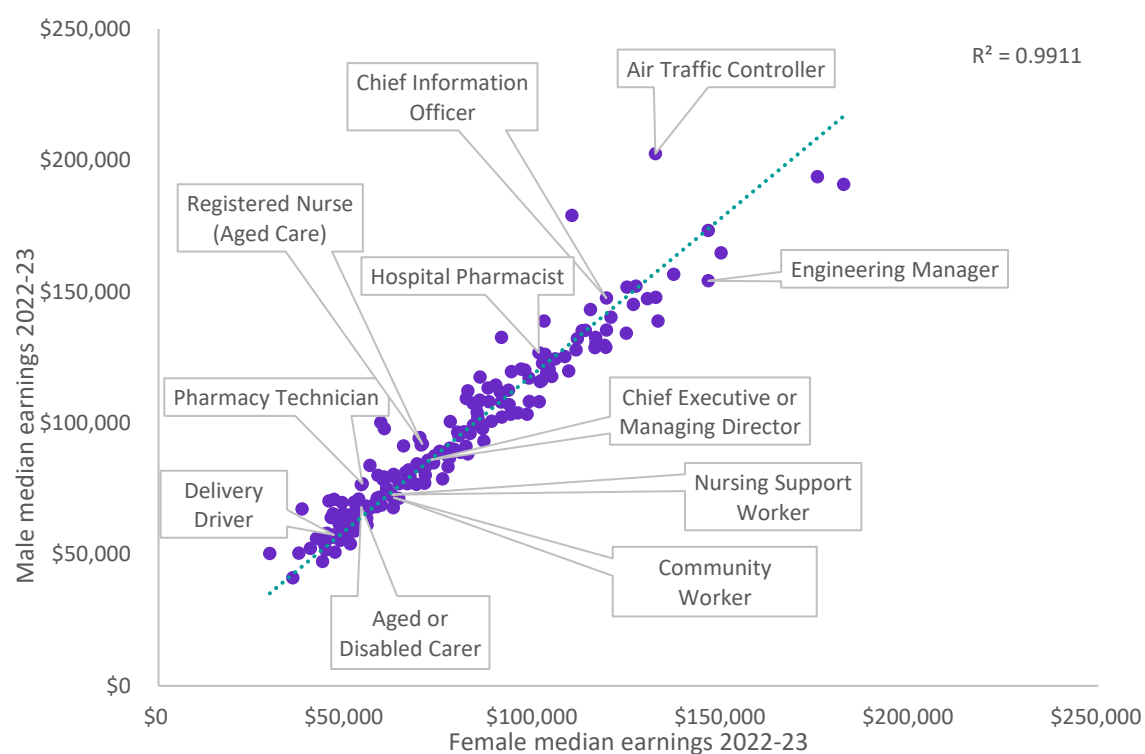 $250,000
R² = 0.9911
Air Traffic Controller
Chief Information
Officer
$200,000
Registered Nurse
(Aged Care)
Hospital Pharmacist
Engineering Manager
$150,000
Male median earnings 2022-23
Pharmacy Technician
Chief Executive or
Managing Director
$100,000
Delivery
Driver
Nursing Support
Worker
$50,000
Community
Worker
Aged or
Disabled Carer
$0
$0
$50,000
$100,000
$150,000
$200,000
$250,000
Female median earnings 2022-23